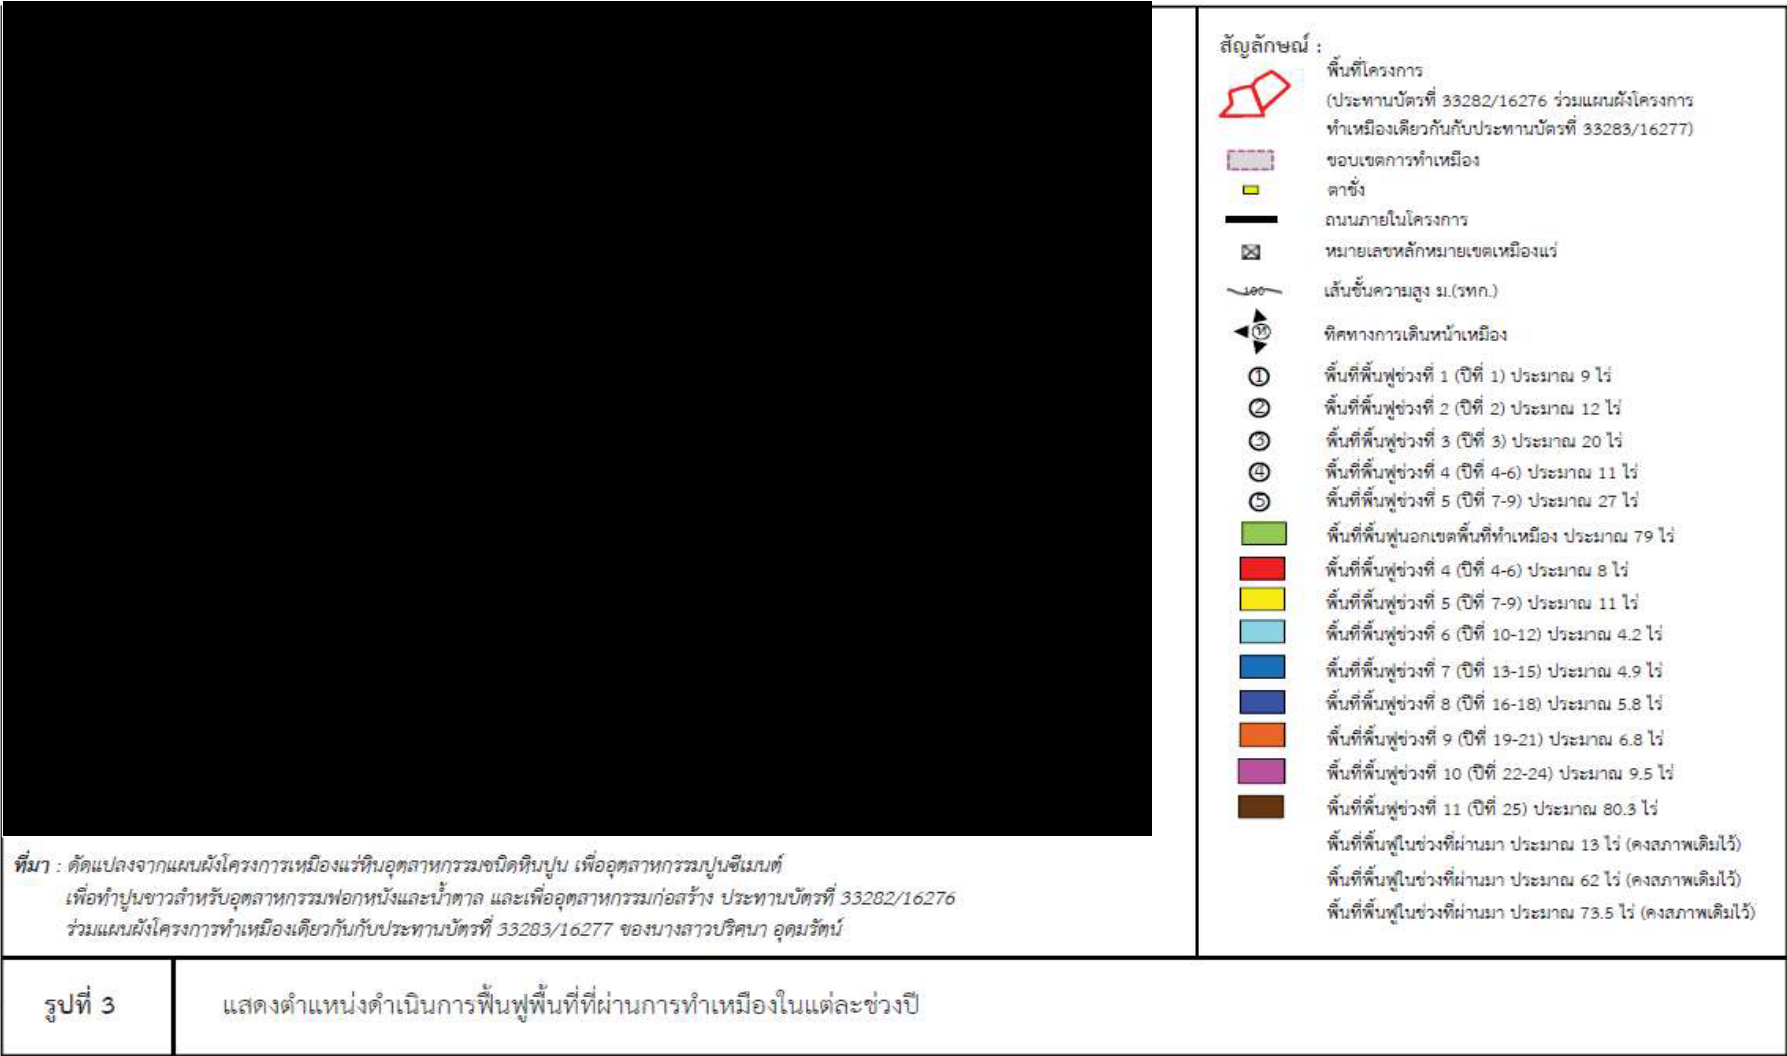 สัญลักษณ์ :
พื้นที่โครงการ
(ประทานบัตรที่ 33282/16276 ร่วมแผนผังโครงการ
ทำเหมืองเดียวกันกับประทานบัตรที่ 33283/16277)
ขอบเขตการทำเหมือง
ตาชั่ง
ถนนภายในโครงการ
หมายเลขหลักหมายเขตเหมืองแร่
100 เส้นชั้นความสูง ม.(รทก.)
ทิศทางการเดินหน้าเหมือง
1 พื้นที่ฟื้นฟูช่วงที่ 1 (ปีที่ 1) ประมาณ 9 ไร่
2 พื้นที่ฟื้นฟูช่วงที่ 2 (ปีที่ 2) ประมาณ 12 ไร่
3 พื้นที่ฟื้นฟูช่วงที่ 3 (ปีที่ 3) ประมาณ 20 ไร่
4 พื้นที่ฟื้นฟูช่วงที่ 4 (ปีที่ 4-6) ประมาณ 11 ไร่
5 พื้นที่ฟื้นฟูช่วงที่ 5 (ปีที่ 7-9) ประมาณ 27 ไร่
พื้นที่ฟื้นฟูนอกเขตพื้นที่ทำเหมือง ประมาณ 79 ไร่
พื้นที่ฟื้นฟูช่วงที่ 4 (ปีที่ 4-6) ประมาณ 8 ไร่
พื้นที่ฟื้นฟูช่วงที่ 5 (ปีที่ 7-9) ประมาณ 11 ไร่
พื้นที่ฟื้นฟูช่วงที่ 6 (ปีที่ 10-12) ประมาณ 4.2 ไร่
พื้นที่ฟื้นฟูช่วงที่ 7 (ปีที่ 13-15) ประมาณ 4.9 ไร่
พื้นที่ฟื้นฟูช่วงที่ 8 (ปีที่ 16-18) ประมาณ 5.8 ไร่
พื้นที่ฟื้นฟูช่วงที่ 9 (ปีที่ 19-21) ประมาณ 6.8 ไร่
พื้นที่ฟื้นฟูช่วงที่ 10 (ปีที่ 22-24) ประมาณ 9.5 ไร่
พื้นที่ฟื้นฟูช่วงที่ 11 (ปีที่ 25) ประมาณ 80.3 ไร่
พื้นที่ฟื้นฟูในช่วงที่ผ่านมา ประมาณ 13 ไร่ (คงสภาพเดิมไว้)
พื้นที่ฟื้นฟูในช่วงที่ผ่านมา ประมาณ 62 ไร่ (คงสภาพเดิมไว้)
พื้นที่ฟื้นฟูในช่วงที่ผ่านมา ประมาณ 73.5 ไร่ (คงสภาพเดิมไว้)
ที่มา : ดัดแปลงจากแผนผังโครงการเหมืองแร่หินอุตสาหกรรมชนิดหินปูน เพื่ออุตสาหกรรมปูนซีเมนต์
เพื่อทำปูนขาวสำหรับอุตสาหกรรมฟอกหนังและน้ำตาล และเพื่ออุตสาหกรรมก่อสร้าง ประทานบัตรที่ 33282/16276
ร่วมแผนผังโครงการทำเหมืองเดียวกันกับประทานบัตรที่ 33283/16277 ของนางสาวปริศนา อุดมรัตน์
รูปที่ 3 แสดงตำแหน่งดำเนินการฟื้นฟูพื้นที่ที่ผ่านการทำเหมืองในแต่ละช่วงปี